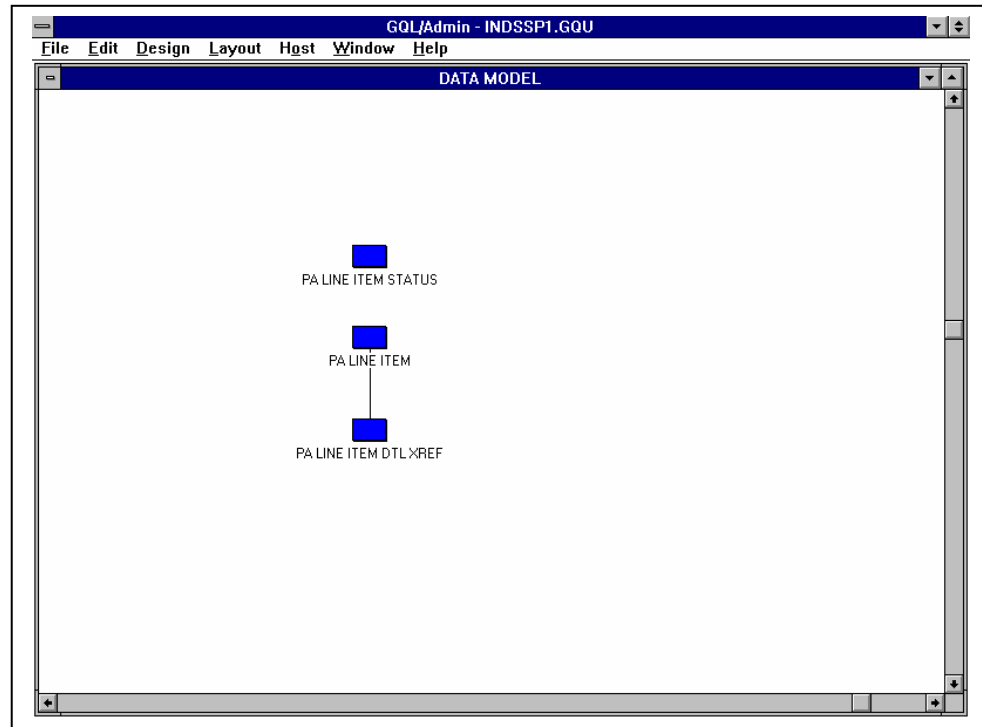 GQL/Admin - INDSSP1.GQU
File Edit Design Layout Host Window Help
DATA MODEL
PA LINE ITEM STATUS
PA LINE ITEM
PA LINE ITEM DTL XREF